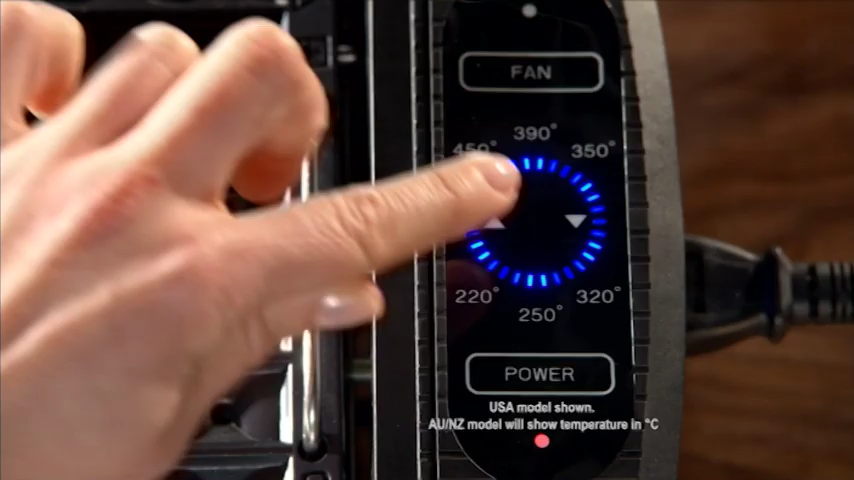 FAN
390°
450° 350°
220° 320°
250°
POWER
USA model shown.
AU/NZ model will show temperature in °C